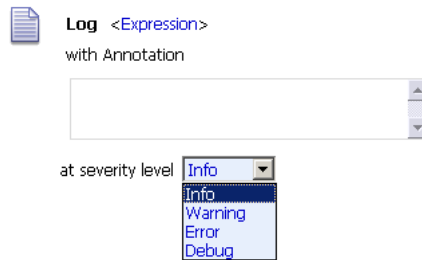 Log <Expression>
with Annotation
at severity level Info
Info
Warning
Error
Debug